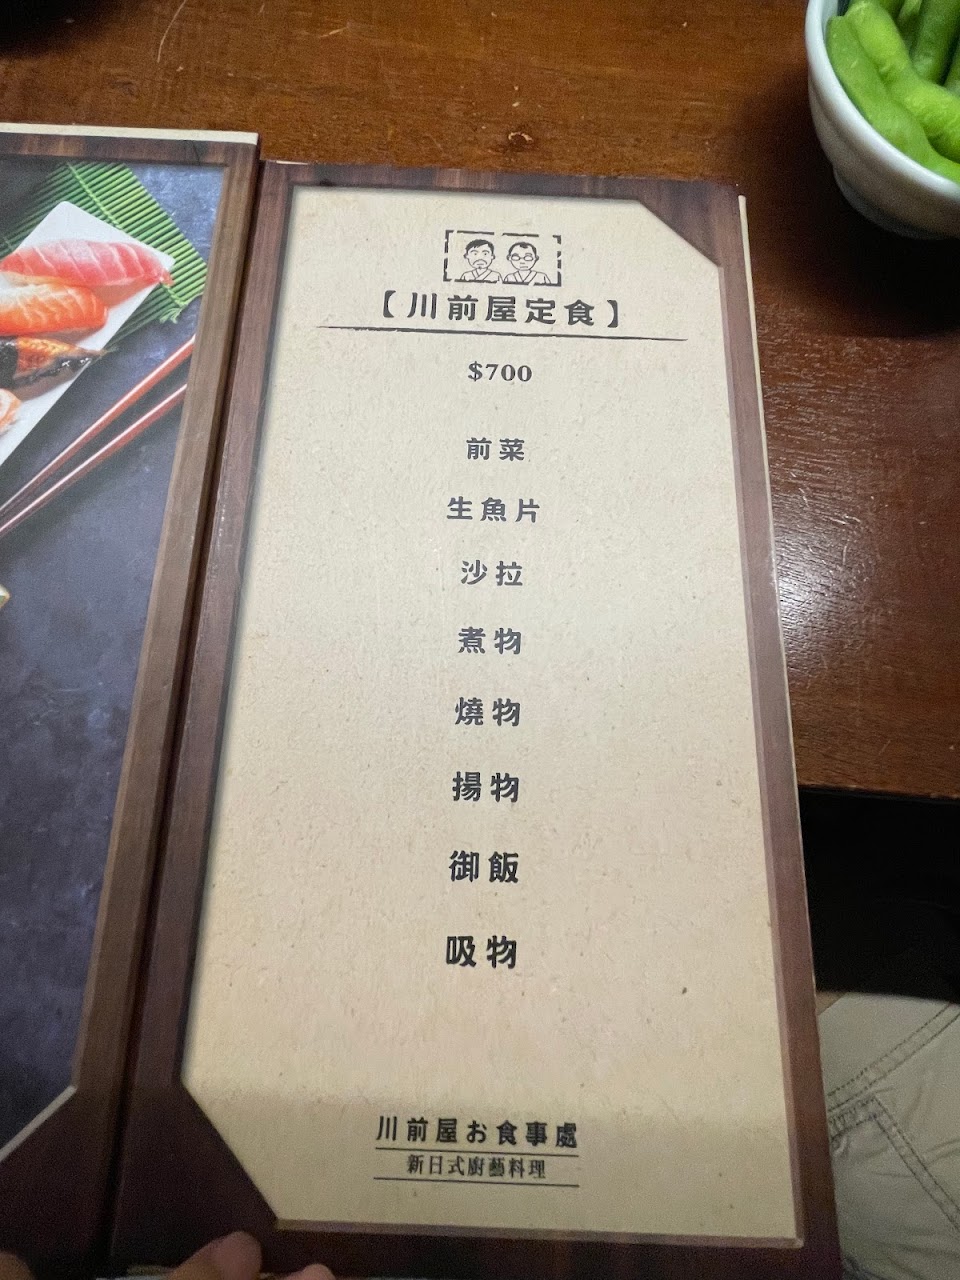 【川前屋定食】
$700
前菜
生魚片
沙拉
煮物
燒物
揚物
御飯
吸物
川前屋お食事處
新日式廚藝料理